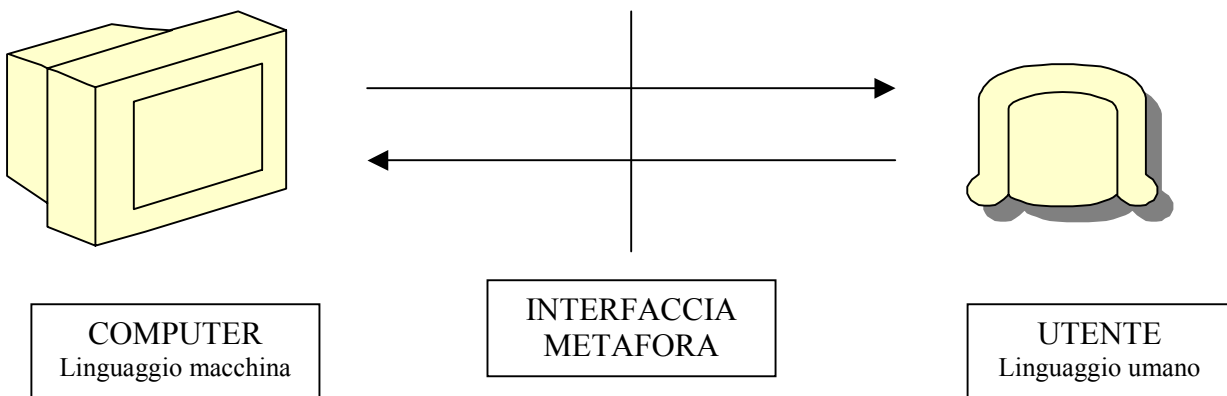 COMPUTER
Linguaggio macchina
INTERFACCIA
METAFORA
UTENTE
Linguaggio umano